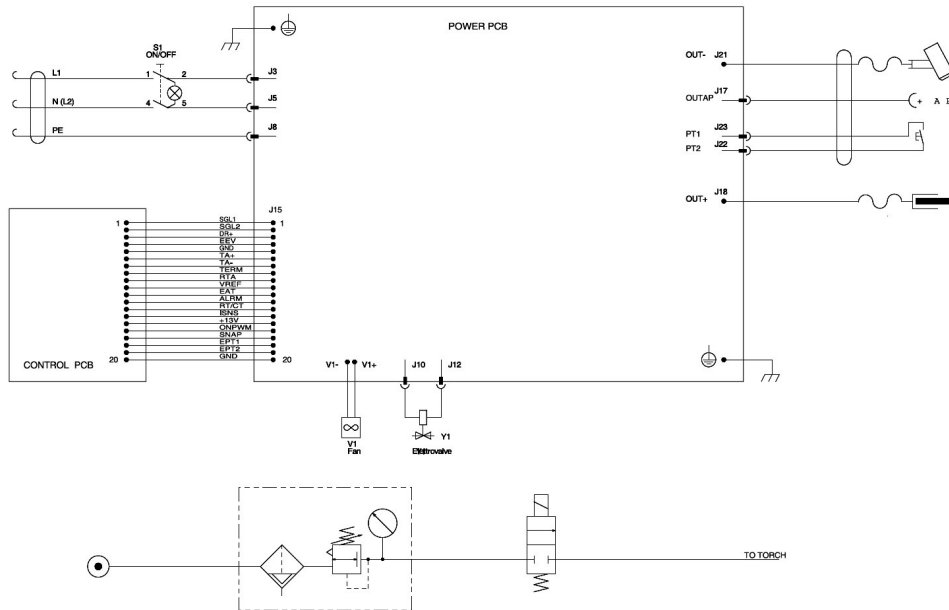 POWER PCB
S1
ON/OFF
L1
1
2
J3
N (L2)
4
5
J5
PE
J8
OUT-
J21
OUTAP
J17
+
A
PT1
J23
PT2
J22
OUT+
J18
J15
1
SGL1
1
SGL2
DR+
EEV
GND
TA+
TA-
TERM
RTA
VREF
EAT
ALRM
RT/CT
ISNS
+13V
ONPWM
SNAP
EPT1
EPT2
20
GND
20
CONTROL PCB
V1-
V1+
J10
J12
V1
Fan
Y1
TO TORCH